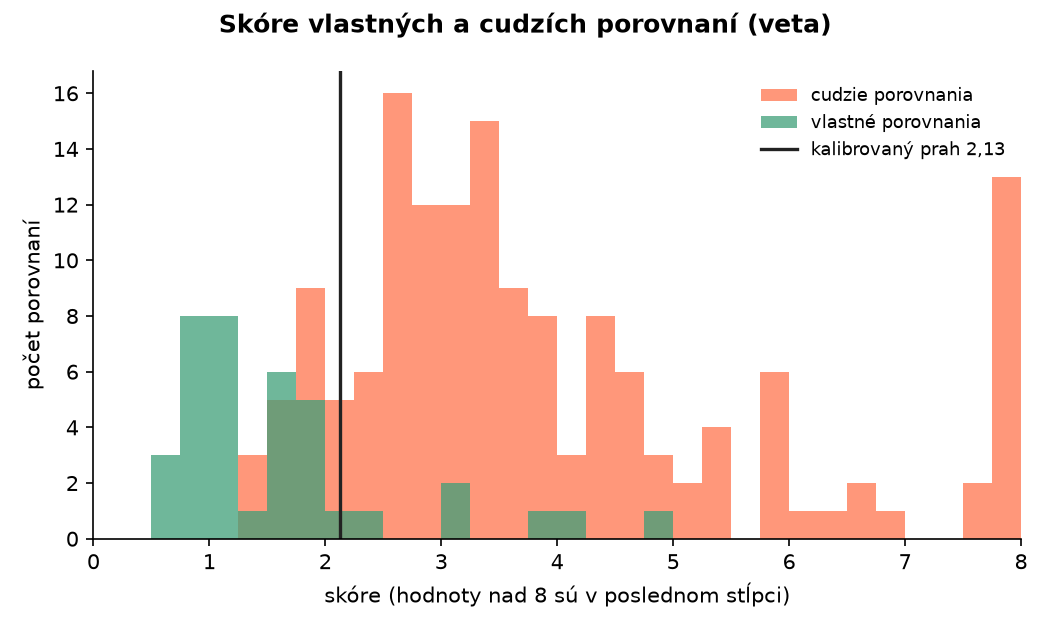 Skóre vlastných a cudzích porovnaní (veta)
cudzie porovnania
vlastné porovnania
kalibrovaný prah 2,13
počet porovnaní
16
14
12
10
8
6
4
2
0
0 1 2 3 4 5 6 7 8
skóre (hodnoty nad 8 sú v poslednom stĺpci)